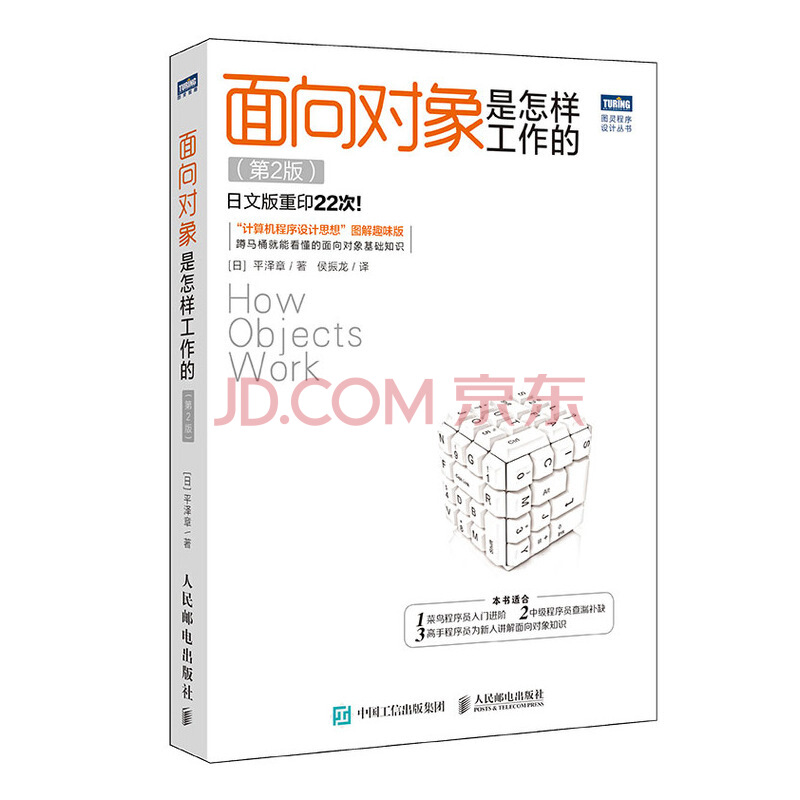 TURING
图灵程序
设计丛书
面向对象是怎样
工作的
(第2版)
日文版重印22次!
“计算机程序设计思想”图解趣味版
蹲马桶就能看懂的面向对象基础知识
[日] 平泽章/著 侯振龙/译
How
Objects
Work
JD.COM 京东
本书适合
1菜鸟程序员入门进阶 2中级程序员查漏补缺
3高手程序员为新人讲解面向对象知识
中国工信出版集团
人民邮电出版社
POSTS & TELECOM PRESS
TURING
面向对象是怎样工作的
(第2版)
[日]平泽章/著
人民邮电出版社